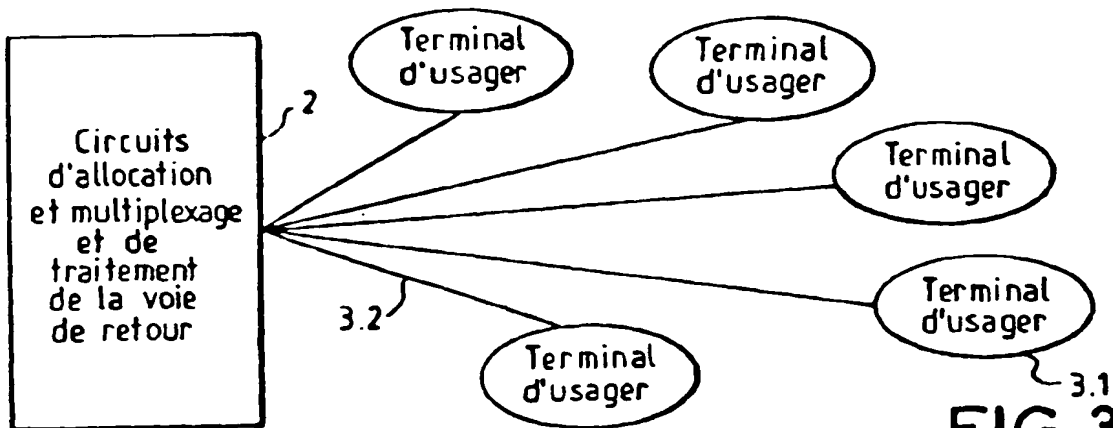 Circuits
d'allocation
et multiplexage
et de
traitement
de la voie
de retour
2
Terminal
d'usager
Terminal
d'usager
Terminal
d'usager
Terminal
d'usager
3.1
3.2
Terminal
d'usager
FIG. 3